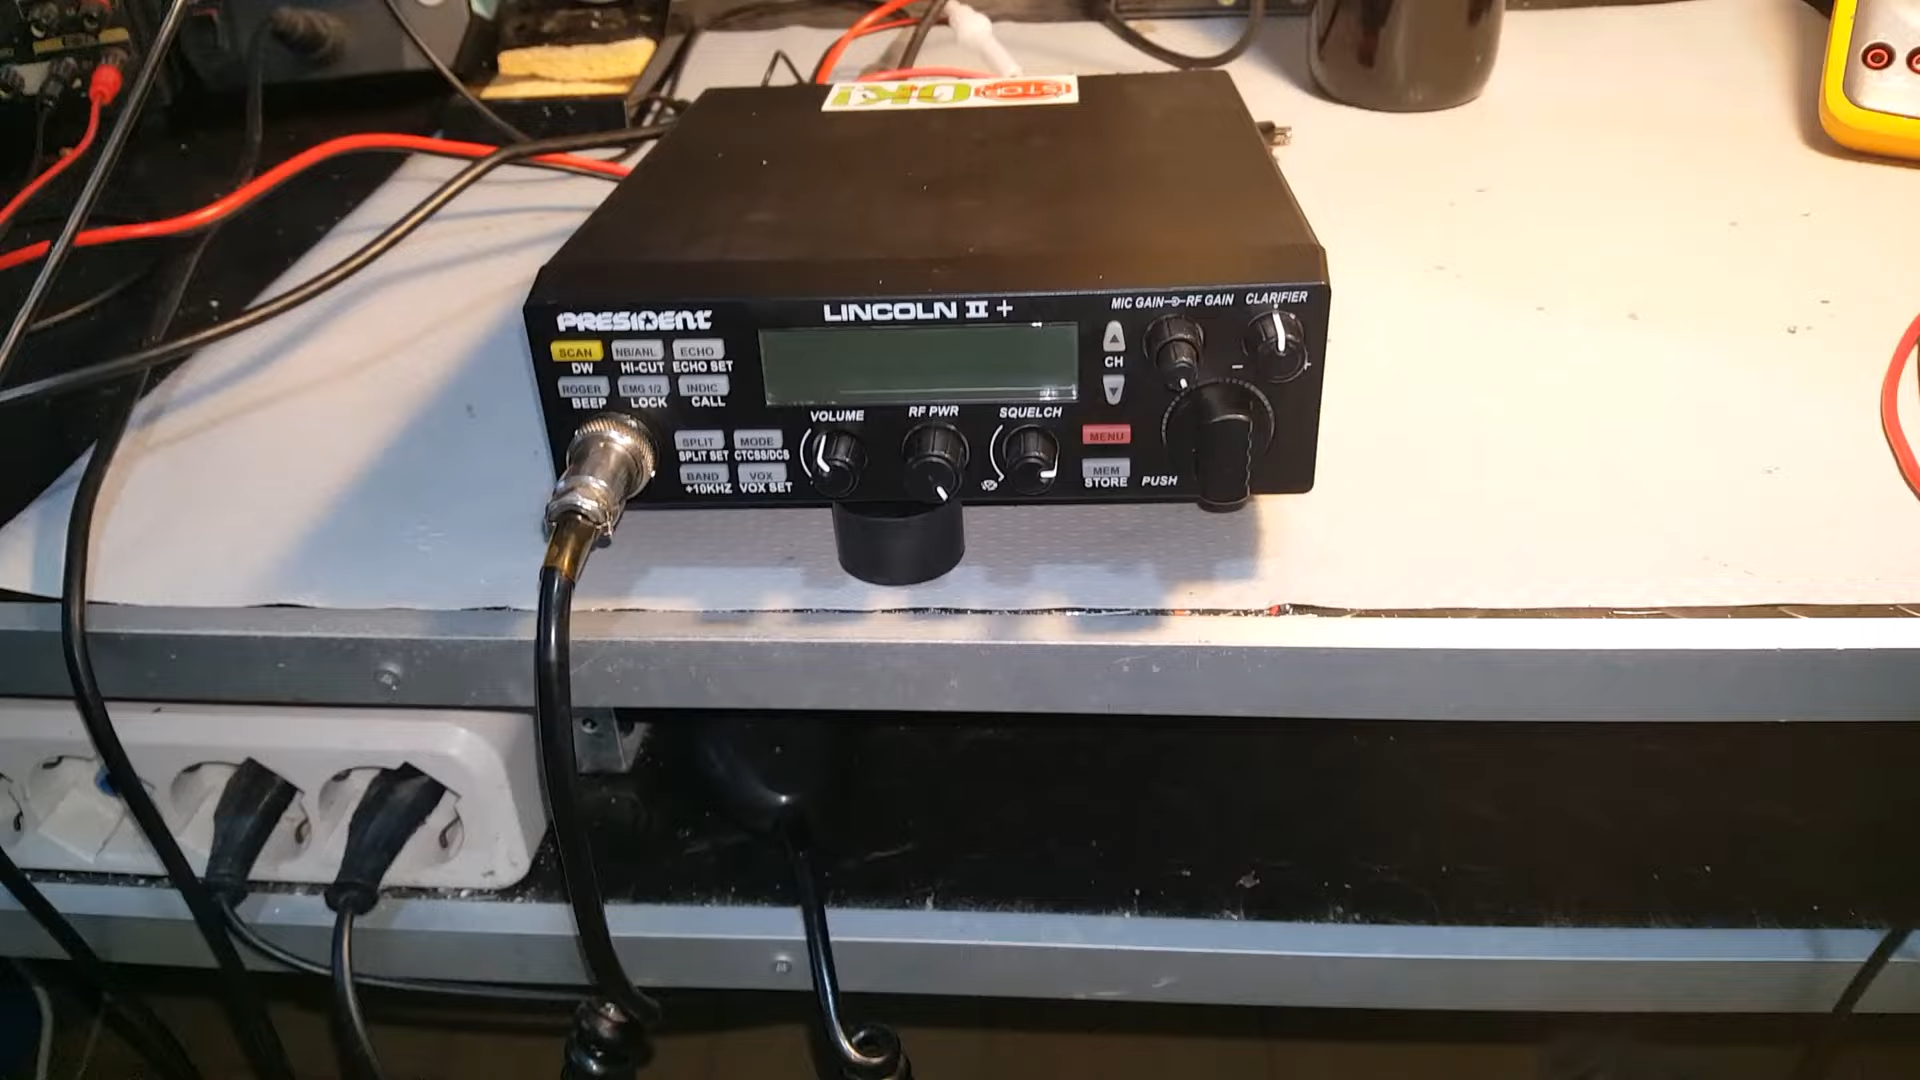 STOP OK!
PRESIDENT
LINCOLN II +
MIC GAIN RF GAIN CLARIFIER
SCAN NB/ANL ECHO
DW HI-CUT ECHO SET
ROGER EMG 1/2 INDIC
BEEP LOCK CALL
CH
- +
VOLUME RF PWR SQUELCH
SPLIT MODE
SPLIT SET CTCSS/DCS
BAND VOX
+10KHZ VOX SET
MENU
MEM
STORE
PUSH